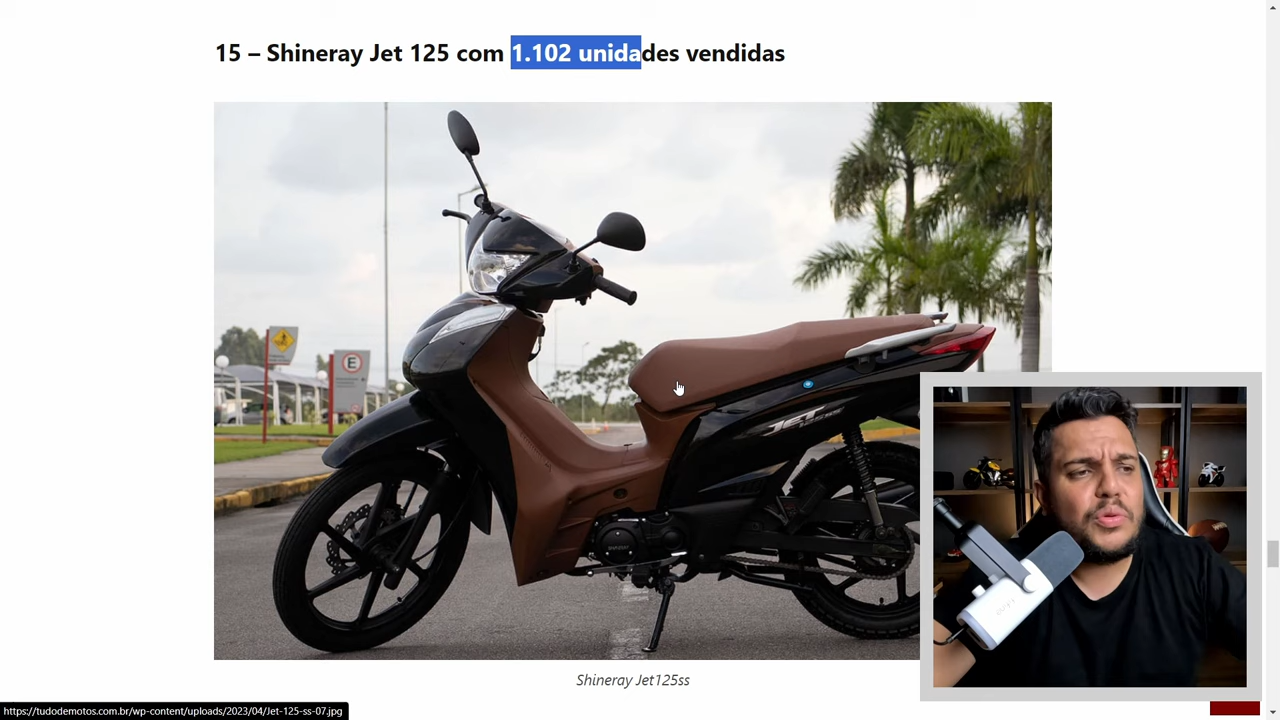 15 – Shineray Jet 125 com 1.102 unidades vendidas
E
JET
Shineray Jet125ss
https://tudodemotos.com.br/wp-content/uploads/2023/04/Jet-125-ss-07.jpg